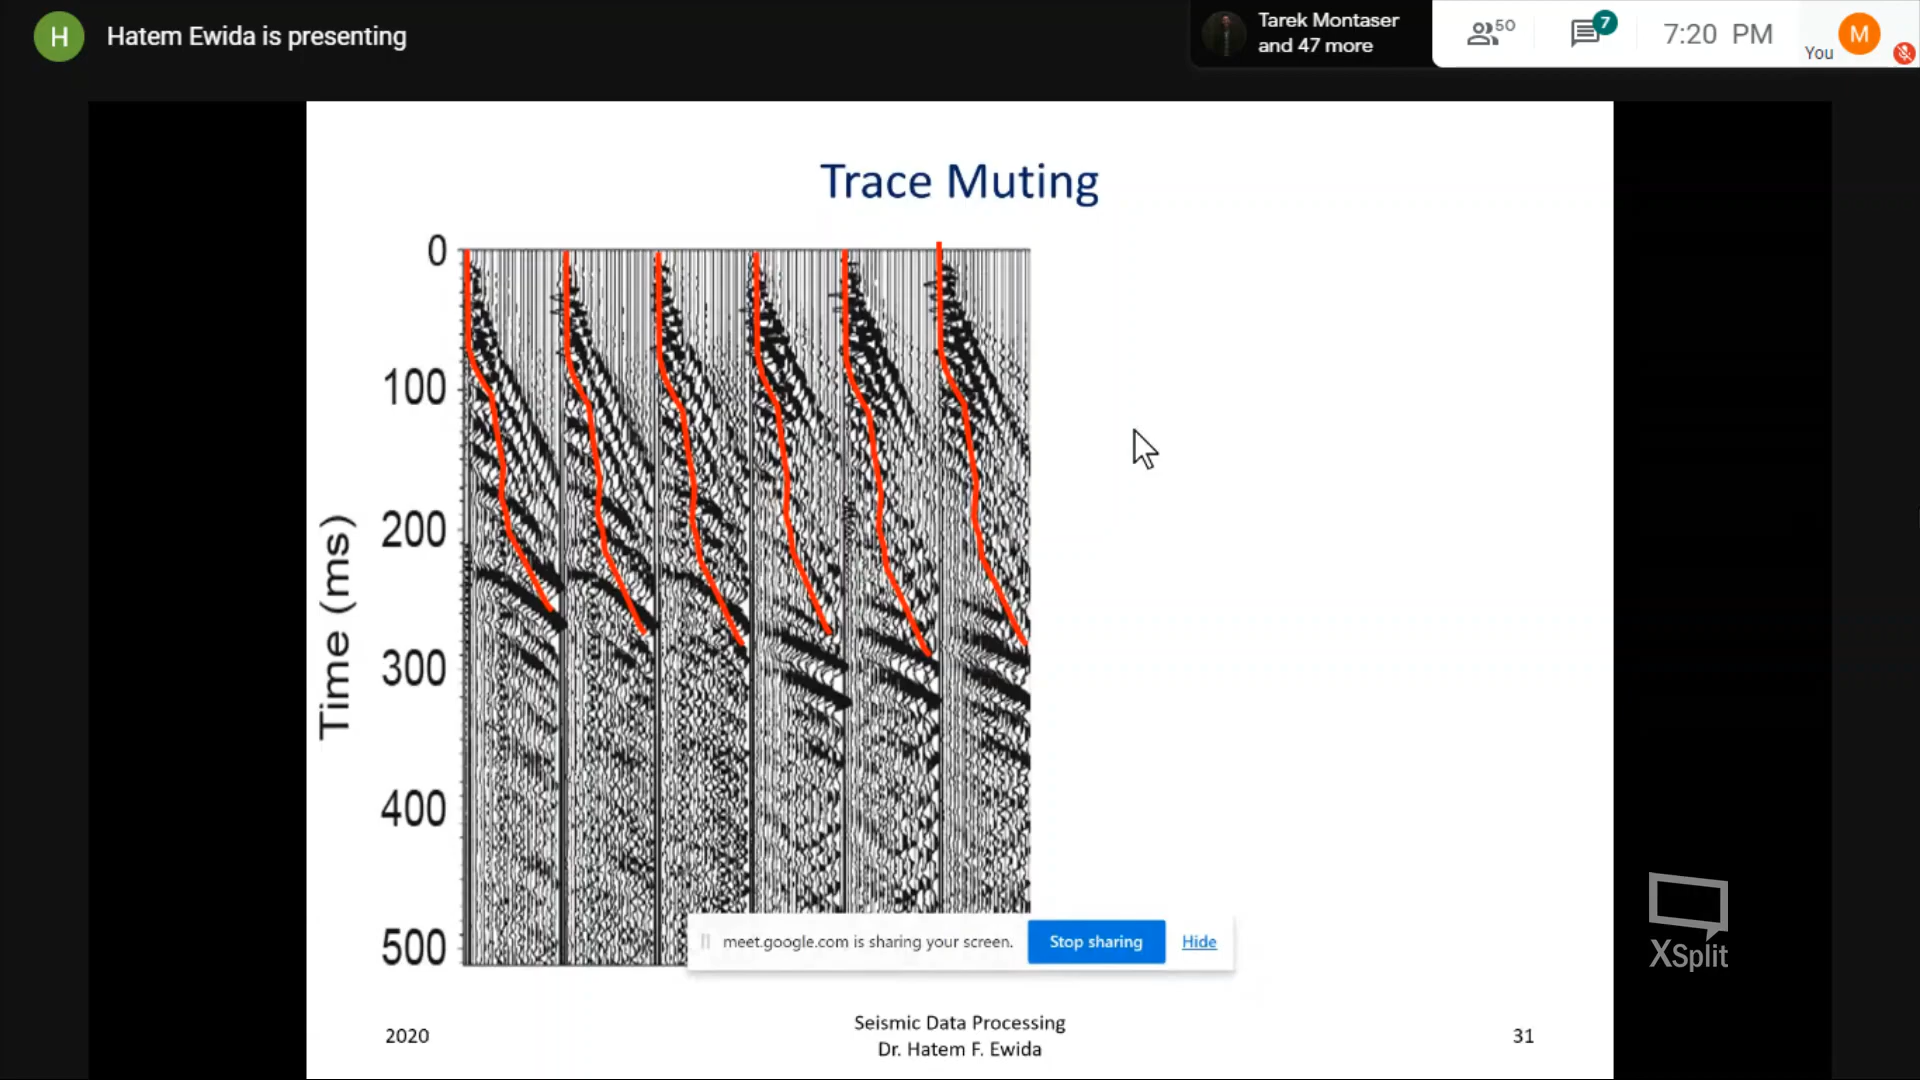 H
Hatem Ewida is presenting
Tarek Montaser
and 47 more
50
7
7:20 PM
You
M
Trace Muting
0
100
200
300
400
500
Time (ms)
meet.google.com is sharing your screen.
Stop sharing
Hide
XSplit
2020
Seismic Data Processing
Dr. Hatem F. Ewida
31